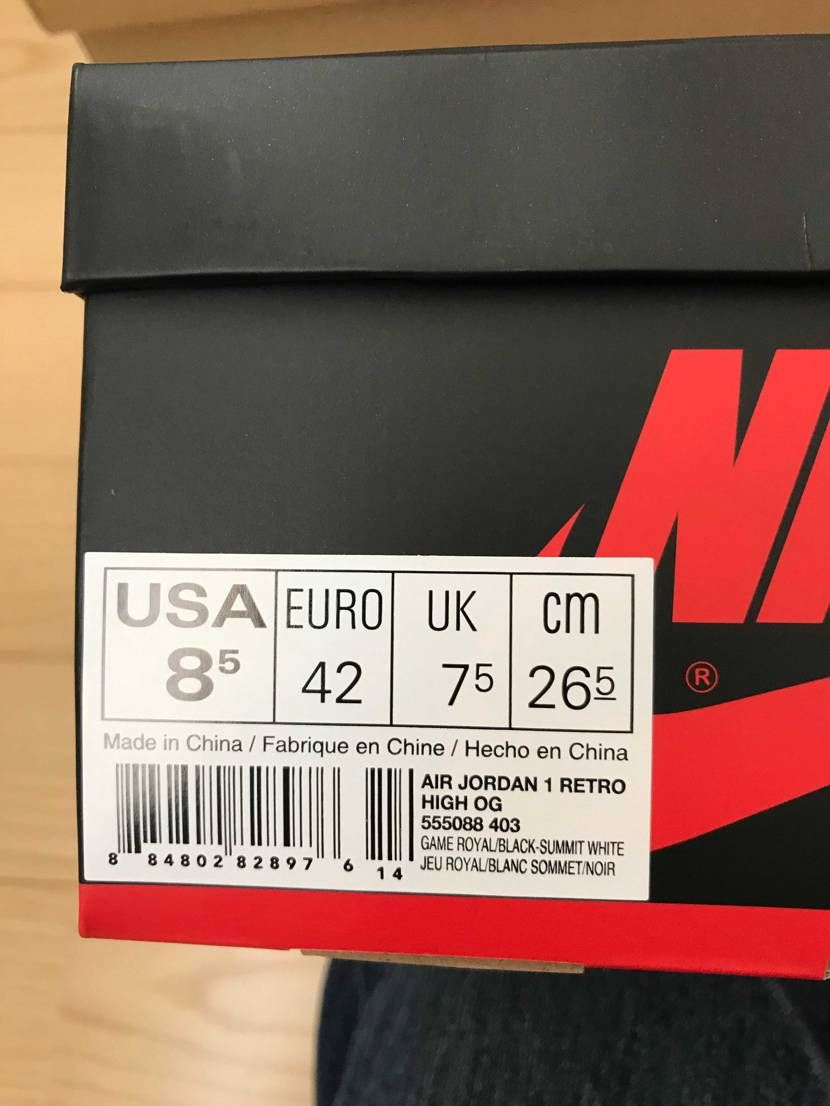 USA EURO UK cm
8⁵ 42 7⁵ 26⁵
Made in China / Fabrique en Chine / Hecho en China
AIR JORDAN 1 RETRO
HIGH OG
555088 403
GAME ROYAL/BLACK-SUMMIT WHITE
JEU ROYAL/BLANC SOMMET/NOIR
8 84802 82897 6 14
®